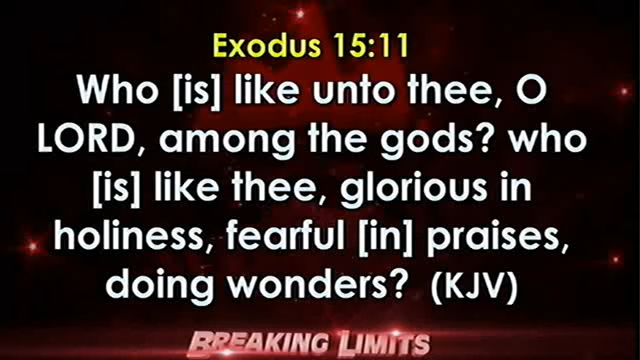 Exodus 15:11
Who [is] like unto thee, O
LORD, among the gods? who
[is] like thee, glorious in
holiness, fearful [in] praises,
doing wonders? (KJV)
BREAKING LIMITS